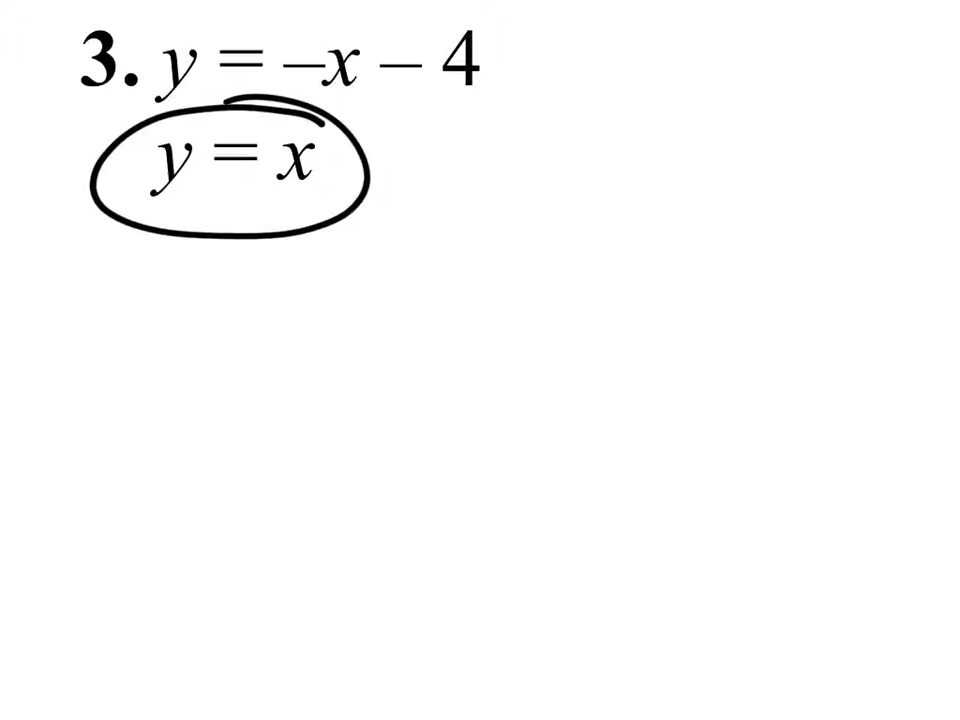 3. y = –x – 4
y = x